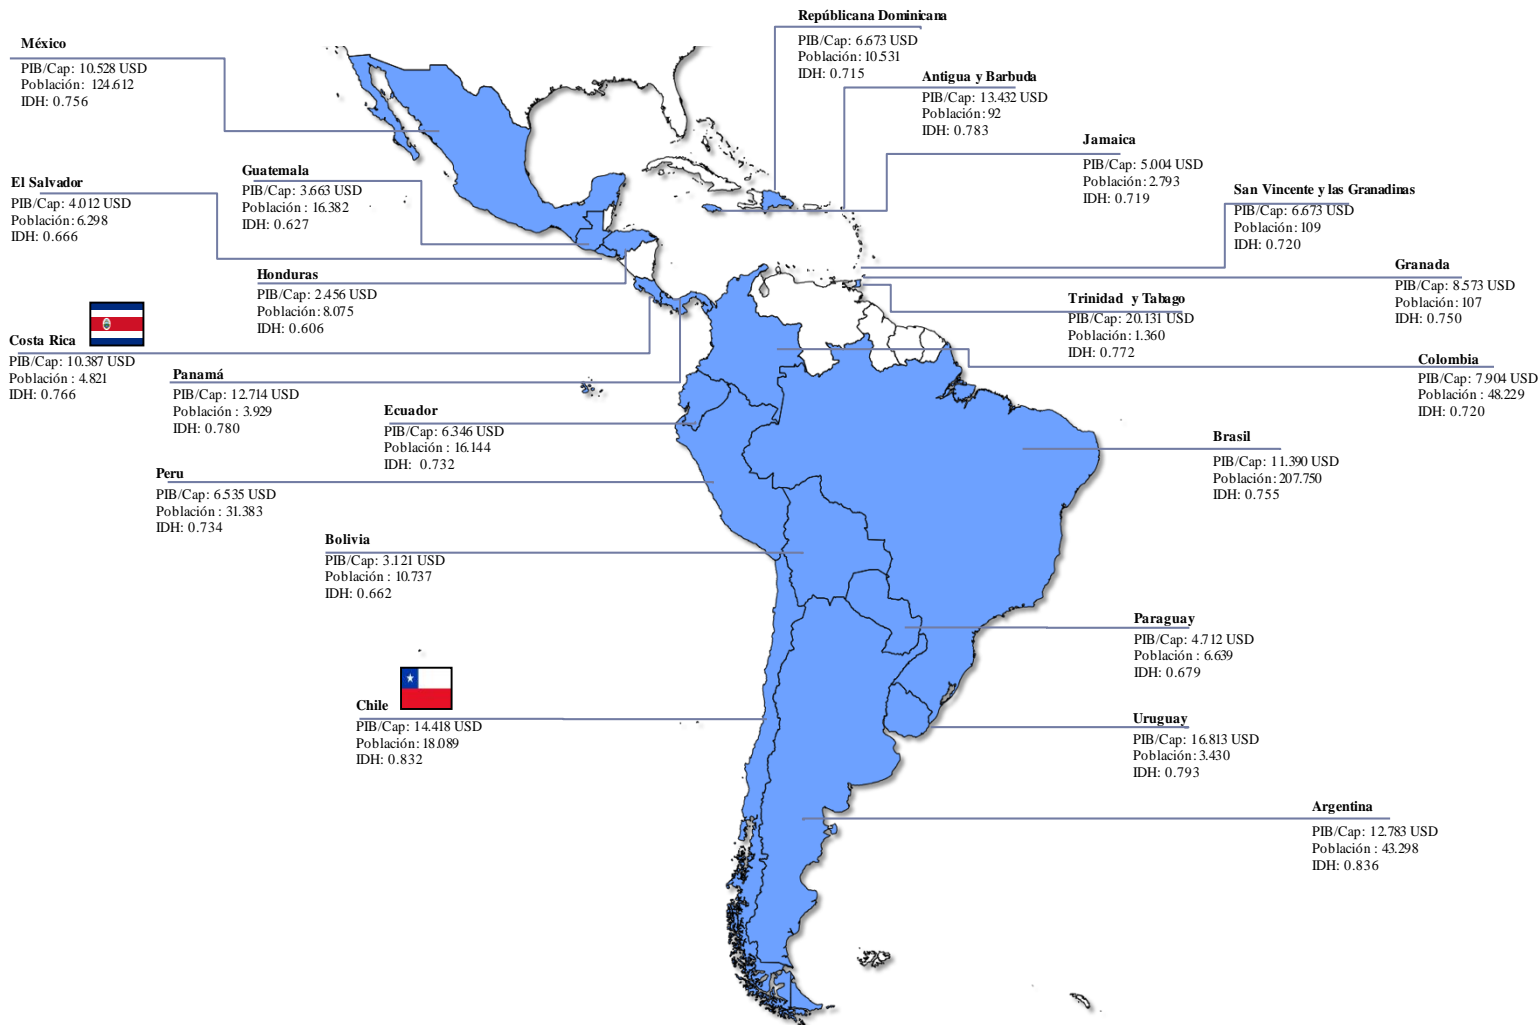 México
PIB/Cap: 10.528 USD
Población: 124.612
IDH: 0.756
Républicana Dominicana
PIB/Cap: 6.673 USD
Población: 10.531
IDH: 0.715
Antigua y Barbuda
PIB/Cap: 13.432 USD
Población: 92
IDH: 0.783
Jamaica
PIB/Cap: 5.004 USD
Población: 2.793
IDH: 0.719
Guatemala
PIB/Cap: 3.663 USD
Población : 16.382
IDH: 0.627
El Salvador
PIB/Cap: 4.012 USD
Población: 6.298
IDH: 0.666
San Vincente y las Granadinas
PIB/Cap: 6.673 USD
Población: 109
IDH: 0.720
Honduras
PIB/Cap: 2.456 USD
Población: 8.075
IDH: 0.606
Granada
PIB/Cap: 8.573 USD
Población: 107
IDH: 0.750
Trinidad y Tabago
PIB/Cap: 20.131 USD
Población: 1.360
IDH: 0.772
Costa Rica
PIB/Cap: 10.387 USD
Población : 4.821
IDH: 0.766
Panamá
PIB/Cap: 12.714 USD
Población : 3.929
IDH: 0.780
Colombia
PIB/Cap: 7.904 USD
Población : 48.229
IDH: 0.720
Ecuador
PIB/Cap: 6.346 USD
Población : 16.144
IDH: 0.732
Brasil
PIB/Cap: 11.390 USD
Población: 207.750
IDH: 0.755
Peru
PIB/Cap: 6.535 USD
Población : 31.383
IDH: 0.734
Bolivia
PIB/Cap: 3.121 USD
Población : 10.737
IDH: 0.662
Paraguay
PIB/Cap: 4.712 USD
Población : 6.639
IDH: 0.679
Chile
PIB/Cap: 14.418 USD
Población: 18.089
IDH: 0.832
Uruguay
PIB/Cap: 16.813 USD
Población: 3.430
IDH: 0.793
Argentina
PIB/Cap: 12.783 USD
Población : 43.298
IDH: 0.836